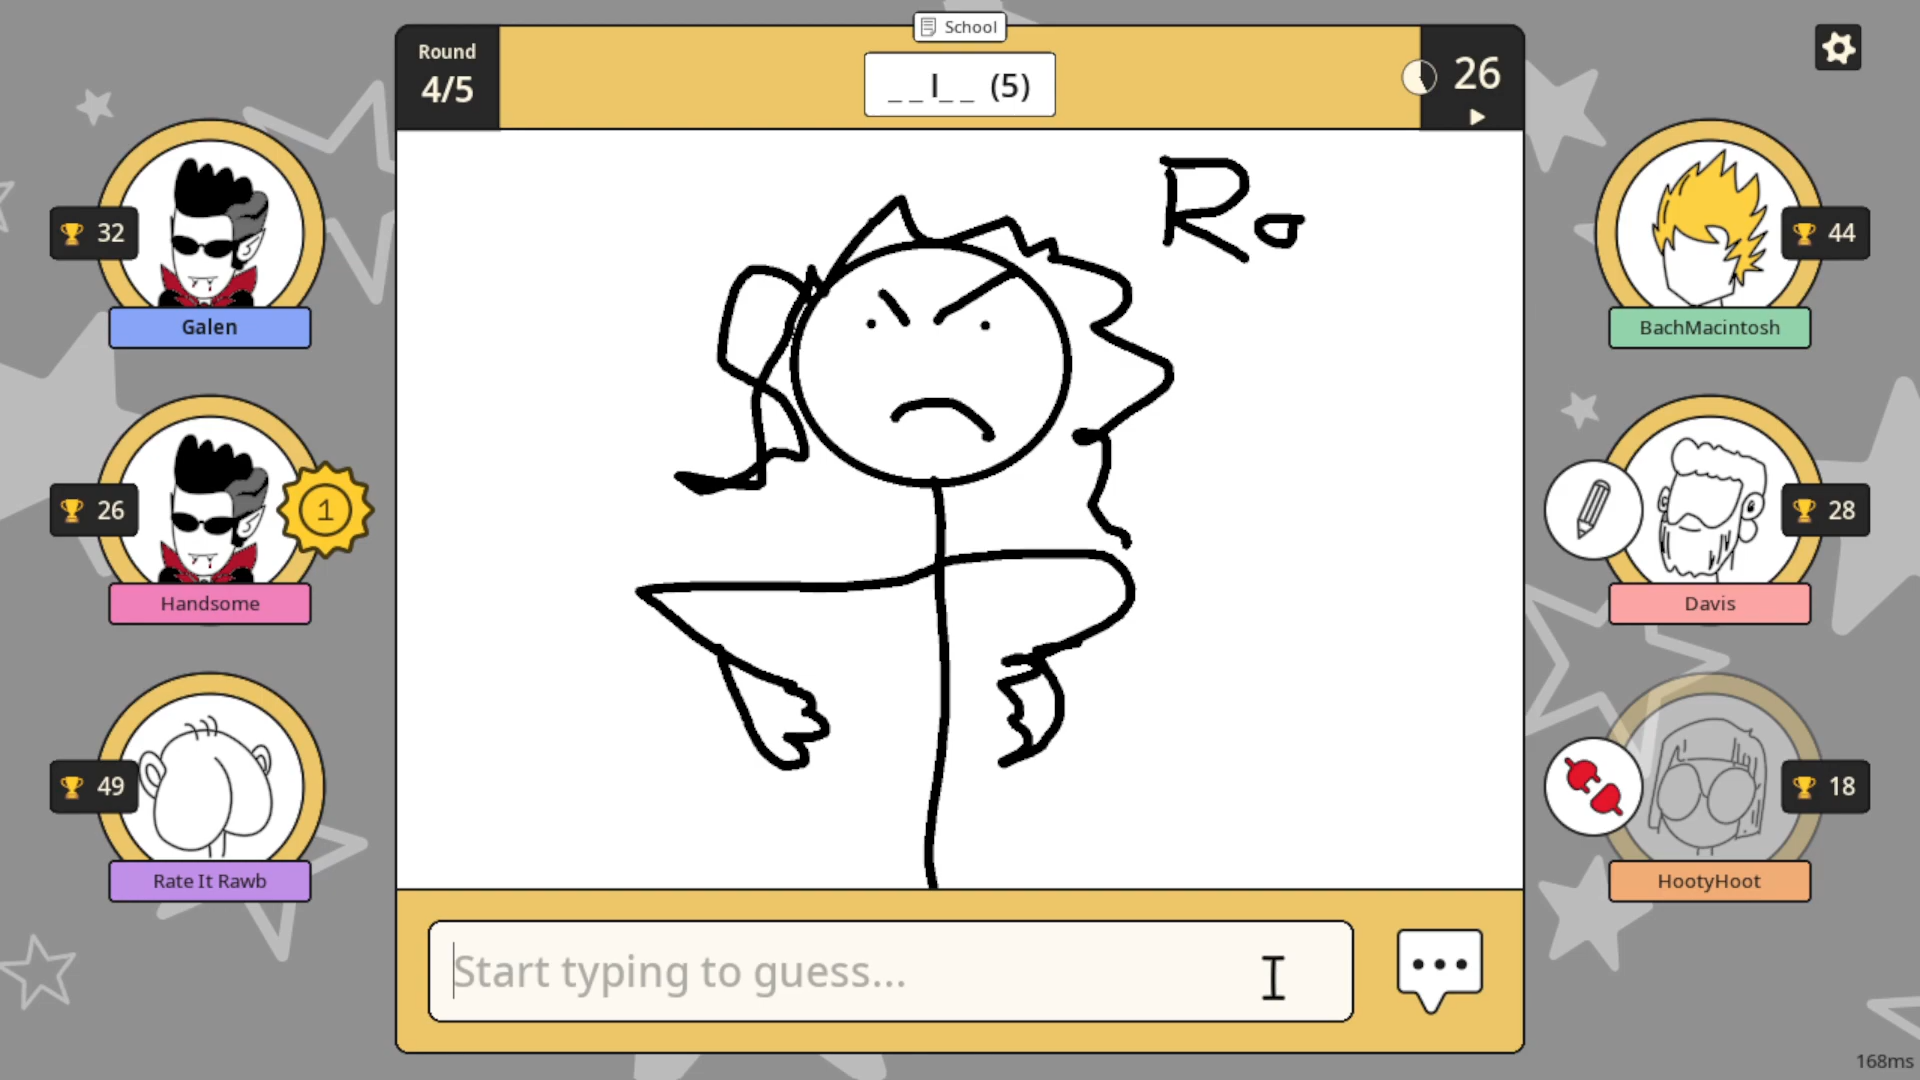 School
Round
4/5
__l__ (5)
26
Ro
32
Galen
26
1
Handsome
49
Rate It Rawb
44
BachMacintosh
28
Davis
18
HootyHoot
Start typing to guess...
168ms